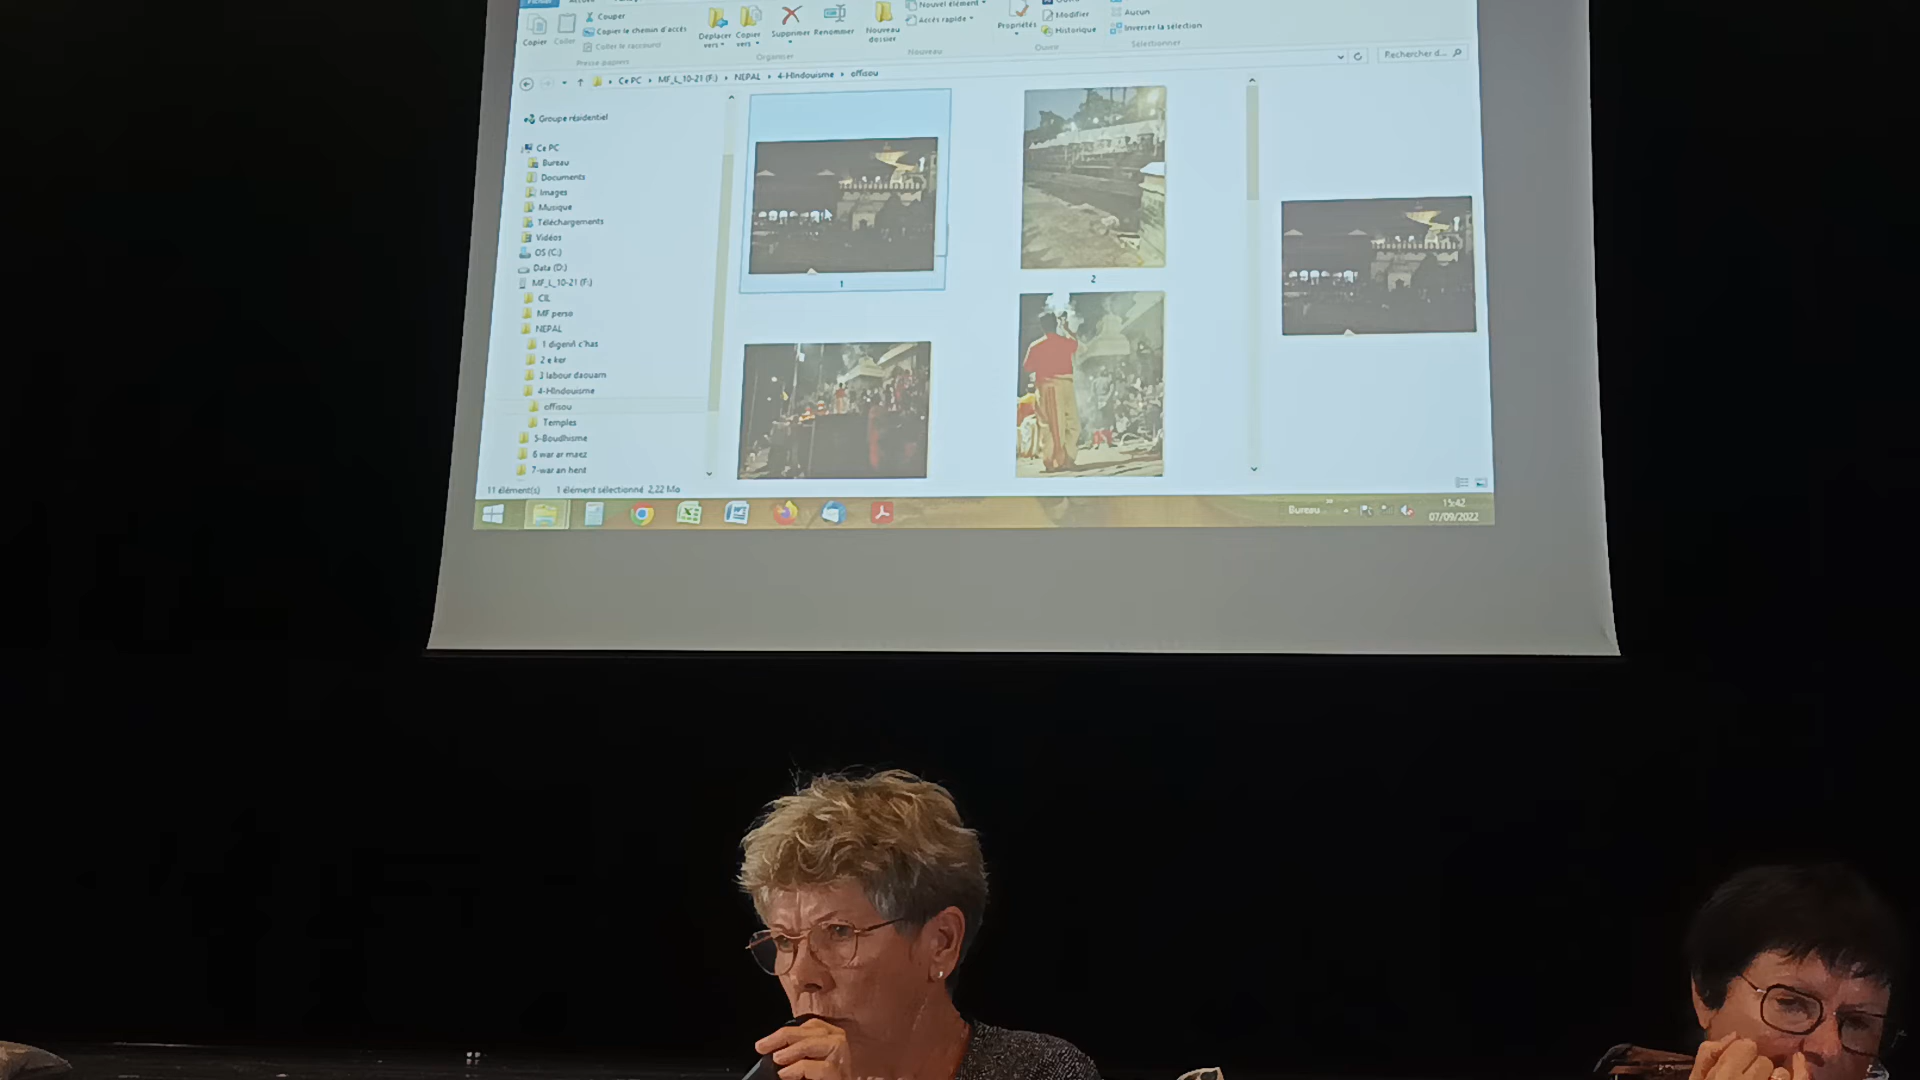 Couper
Copier le chemin d'accès
Coller le raccourci
Copier
Coller
Presse-papiers
Déplacer vers
Copier vers
Supprimer
Renommer
Organiser
Nouveau dossier
Nouvel élément
Accès rapide
Nouveau
Propriétés
Modifier
Historique
Ouvrir
Aucun
Inverser la sélection
Sélectionner
Ce PC › MF_L_10-21 (F:) › NEPAL › 4-HIndouisme › offisou
Rechercher d...
Groupe résidentiel
Ce PC
Bureau
Documents
Images
Musique
Téléchargements
Vidéos
OS (C:)
Data (D:)
MF_L_10-21 (F:)
CIL
MF perso
NEPAL
2 e ker
3 labour daouarn
4-HIndouisme
offisou
Temples
5-Boudhisme
6 war ar maez
7-war an hent
1
2
11 élément(s)
1 élément sélectionné 2,22 Mo
Bureau
15:42
07/09/2022